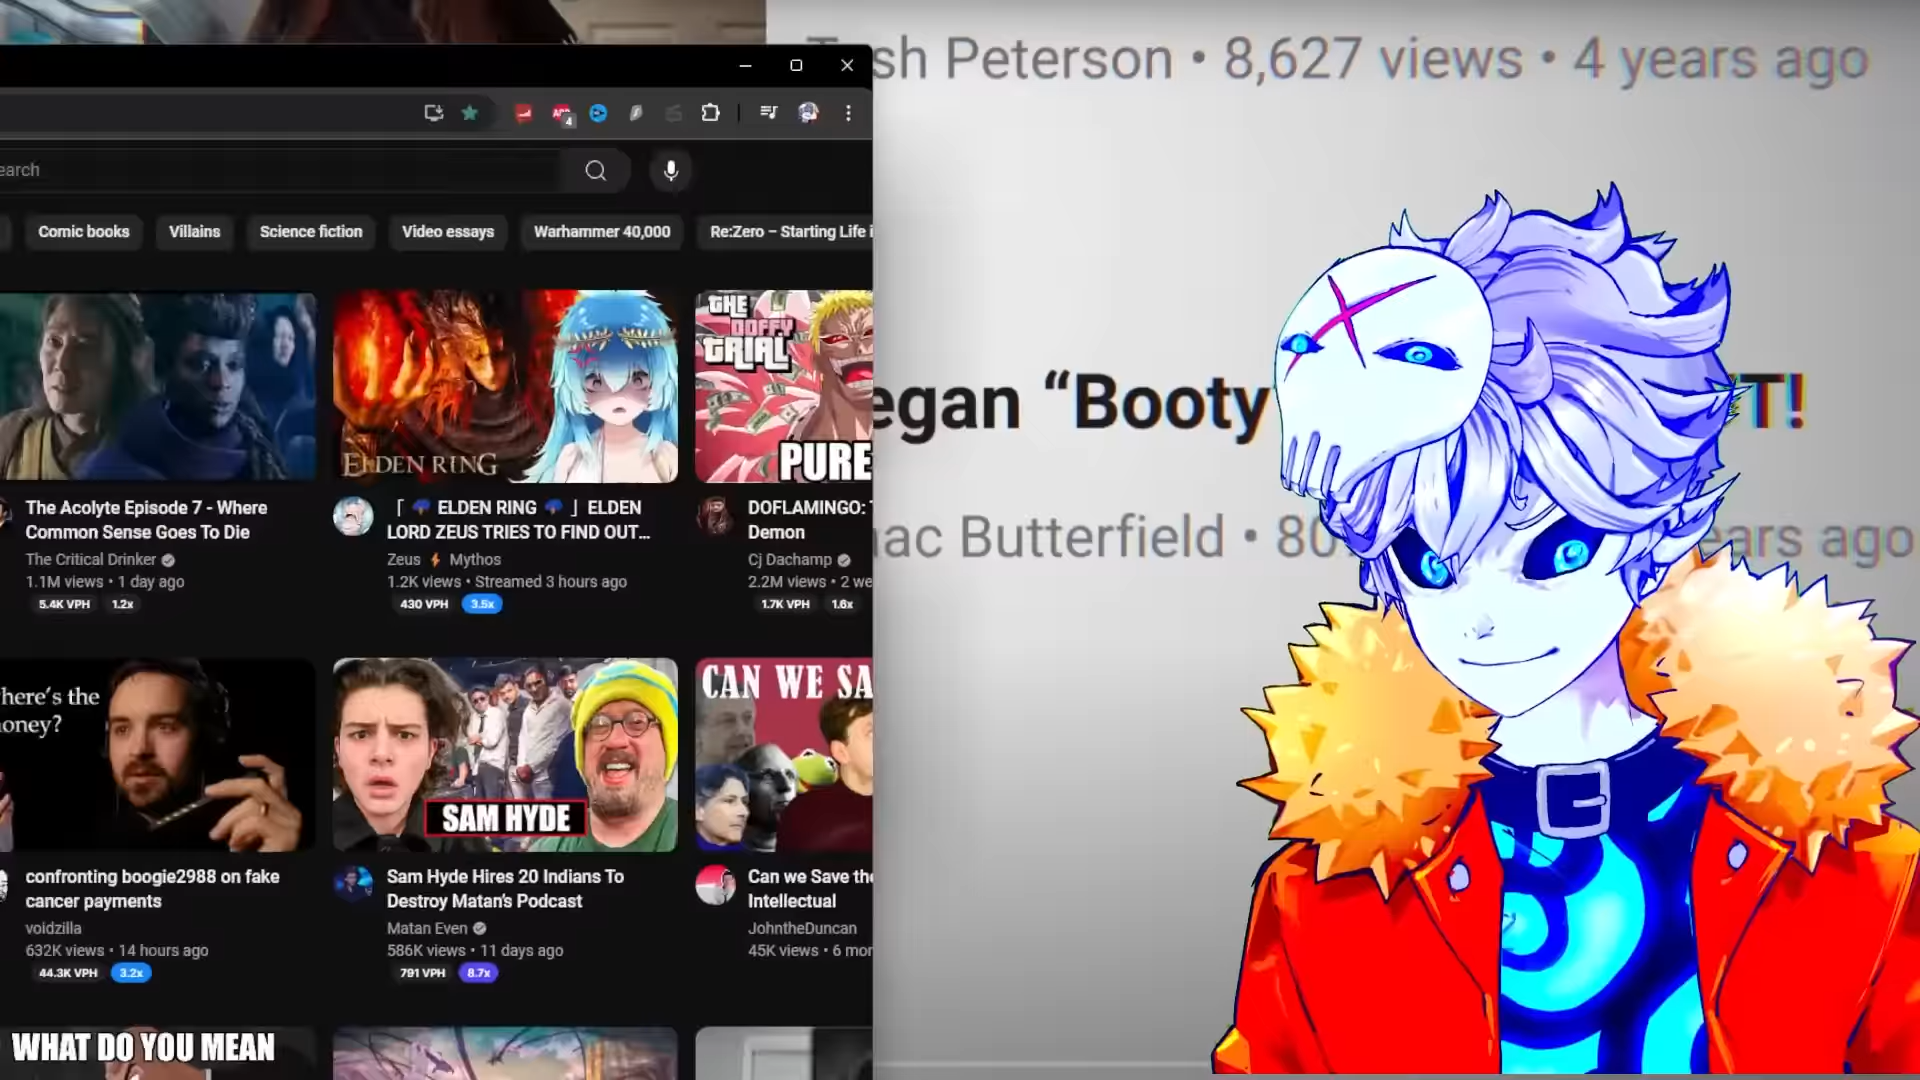 sh Peterson • 8,627 views • 4 years ago
4
earch
Comic books
Villains
Science fiction
Video essays
Warhammer 40,000
Re:Zero – Starting Life i
ELDEN RING
THE
DOFFY
TRIAL
PURE
egan “Booty
T!
ac Butterfield • 80
ears ago
The Acolyte Episode 7 - Where
Common Sense Goes To Die
The Critical Drinker
1.1M views • 1 day ago
5.4K VPH 1.2x
「 ELDEN RING 」 ELDEN
LORD ZEUS TRIES TO FIND OUT...
Zeus ⚡ Mythos
1.2K views • Streamed 3 hours ago
430 VPH 3.5x
DOFLAMINGO:
Demon
Cj Dachamp
2.2M views • 2 we
1.7K VPH 1.6x
here's the
oney?
SAM HYDE
CAN WE SA
confronting boogie2988 on fake
cancer payments
voidzilla
632K views • 14 hours ago
44.3K VPH 3.2x
Sam Hyde Hires 20 Indians To
Destroy Matan's Podcast
Matan Even
586K views • 11 days ago
791 VPH 8.7x
Can we Save the
Intellectual
JohntheDuncan
45K views • 6 mon
WHAT DO YOU MEAN